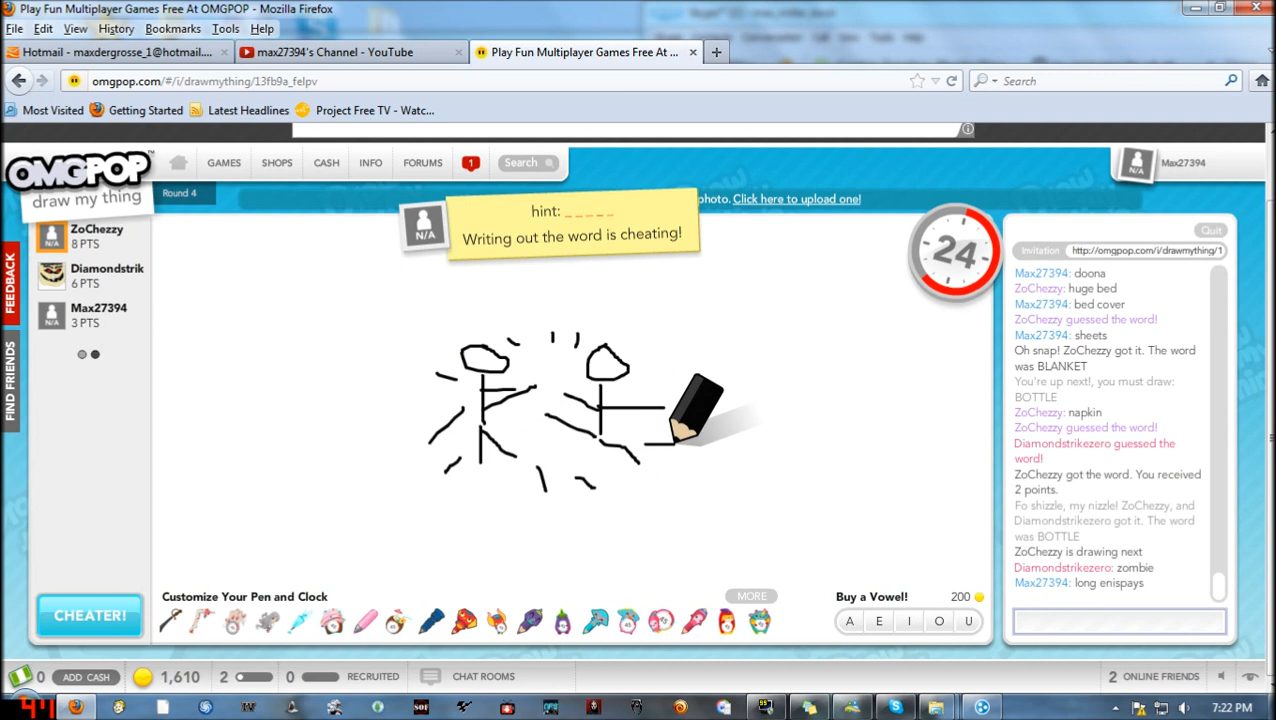 Play Fun Multiplayer Games Free At OMGPOP - Mozilla Firefox
File Edit View History Bookmarks Tools Help
Hotmail - maxdergrosse_1@hotmail.... × max27394's Channel - YouTube × Play Fun Multiplayer Games Free At ... × +
omgpop.com/#/i/drawmything/13fb9a_felpv Search
Most Visited Getting Started Latest Headlines Project Free TV - Watc...
OMGPOP™ GAMES SHOPS CASH INFO FORUMS 1 Search Max27394
N/A
draw my thing Round 4 photo. Click here to upload one!
hint: _ _ _ _ _
Writing out the word is cheating!
N/A
24
FEEDBACK
FIND FRIENDS
ZoChezzy
8 PTS
N/A
Diamondstrik
6 PTS
Max27394
3 PTS
N/A
CHEATER!
Quit
Invitation http://omgpop.com/i/drawmything/1
Max27394: doona
ZoChezzy: huge bed
Max27394: bed cover
ZoChezzy guessed the word!
Max27394: sheets
Oh snap! ZoChezzy got it. The word
was BLANKET
You're up next!, you must draw:
BOTTLE
ZoChezzy: napkin
ZoChezzy guessed the word!
Diamondstrikezero guessed the
word!
ZoChezzy got the word. You received
2 points.
Fo shizzle, my nizzle! ZoChezzy, and
Diamondstrikezero got it. The word
was BOTTLE
ZoChezzy is drawing next
Diamondstrikezero: zombie
Max27394: long enispays
Customize Your Pen and Clock MORE Buy a Vowel! 200
A E I O U
0 ADD CASH 1,610 2 0 RECRUITED CHAT ROOMS 2 ONLINE FRIENDS
44 SOF 99 7:22 PM